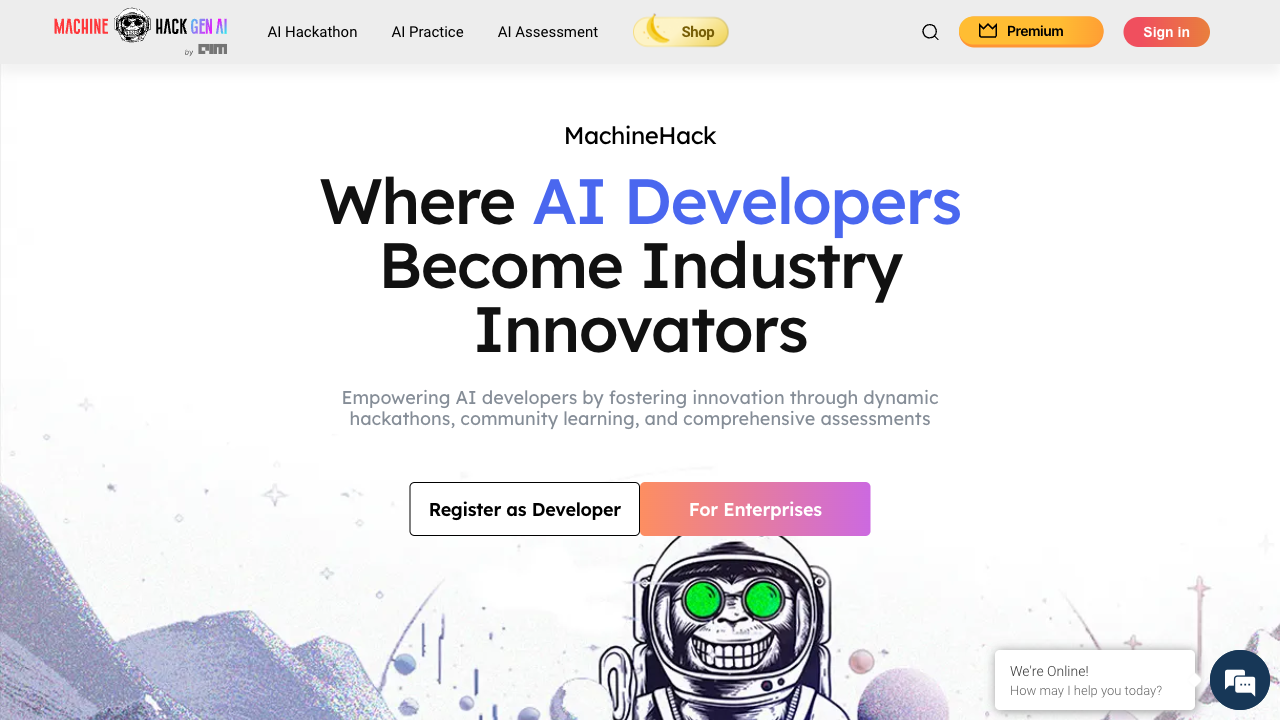 MACHINE HACK GEN AI
by AIM
AI Hackathon
AI Practice
AI Assessment
Shop
Premium
Sign in
MachineHack
Where AI Developers
Become Industry
Innovators
Empowering AI developers by fostering innovation through dynamic
hackathons, community learning, and comprehensive assessments
Register as Developer
For Enterprises
We're Online!
How may I help you today?